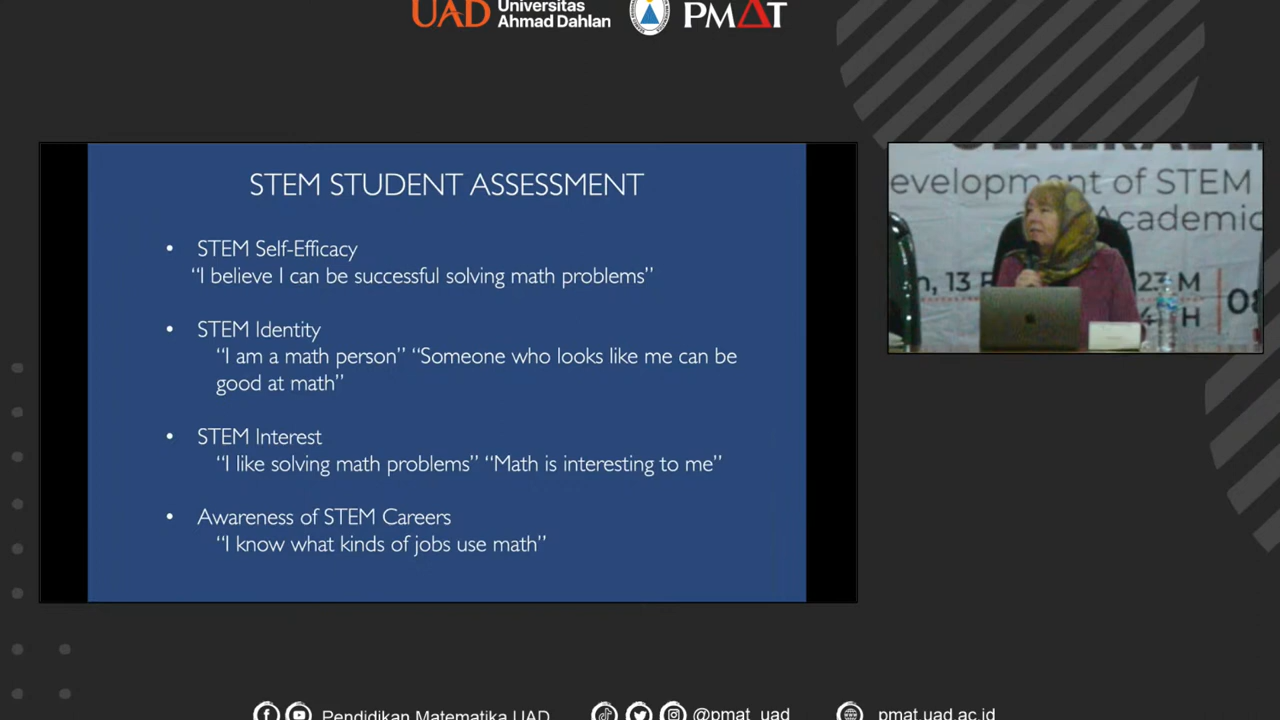 UAD Universitas
Ahmad Dahlan
PMAT
STEM STUDENT ASSESSMENT
• STEM Self-Efficacy
“I believe I can be successful solving math problems”
• STEM Identity
“I am a math person” “Someone who looks like me can be
good at math”
• STEM Interest
“I like solving math problems” “Math is interesting to me”
• Awareness of STEM Careers
“I know what kinds of jobs use math”
evelopment of STEM
Academic
13
23 M
H
08
Pendidikan Matematika UAD
@pmat_uad
pmat.uad.ac.id